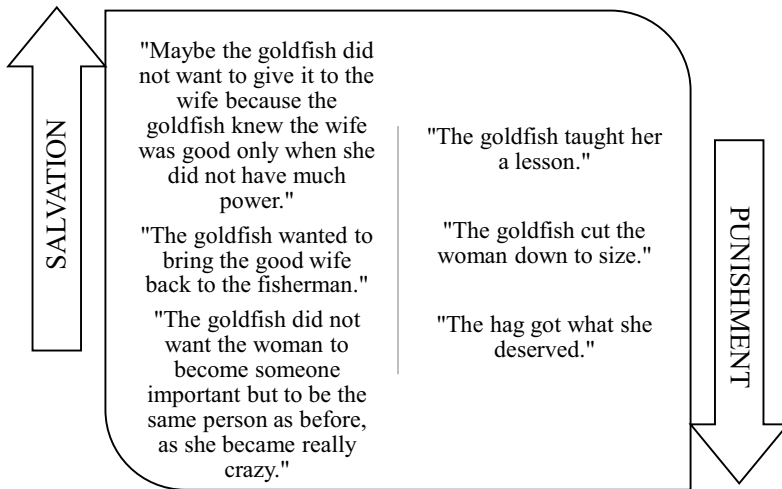 SALVATION
"Maybe the goldfish did
not want to give it to the
wife because the
goldfish knew the wife
was good only when she
did not have much
power."
"The goldfish wanted to
bring the good wife
back to the fisherman."
"The goldfish did not
want the woman to
become someone
important but to be the
same person as before,
as she became really
crazy."
"The goldfish taught her
a lesson."
"The goldfish cut the
woman down to size."
"The hag got what she
deserved."
PUNISHMENT